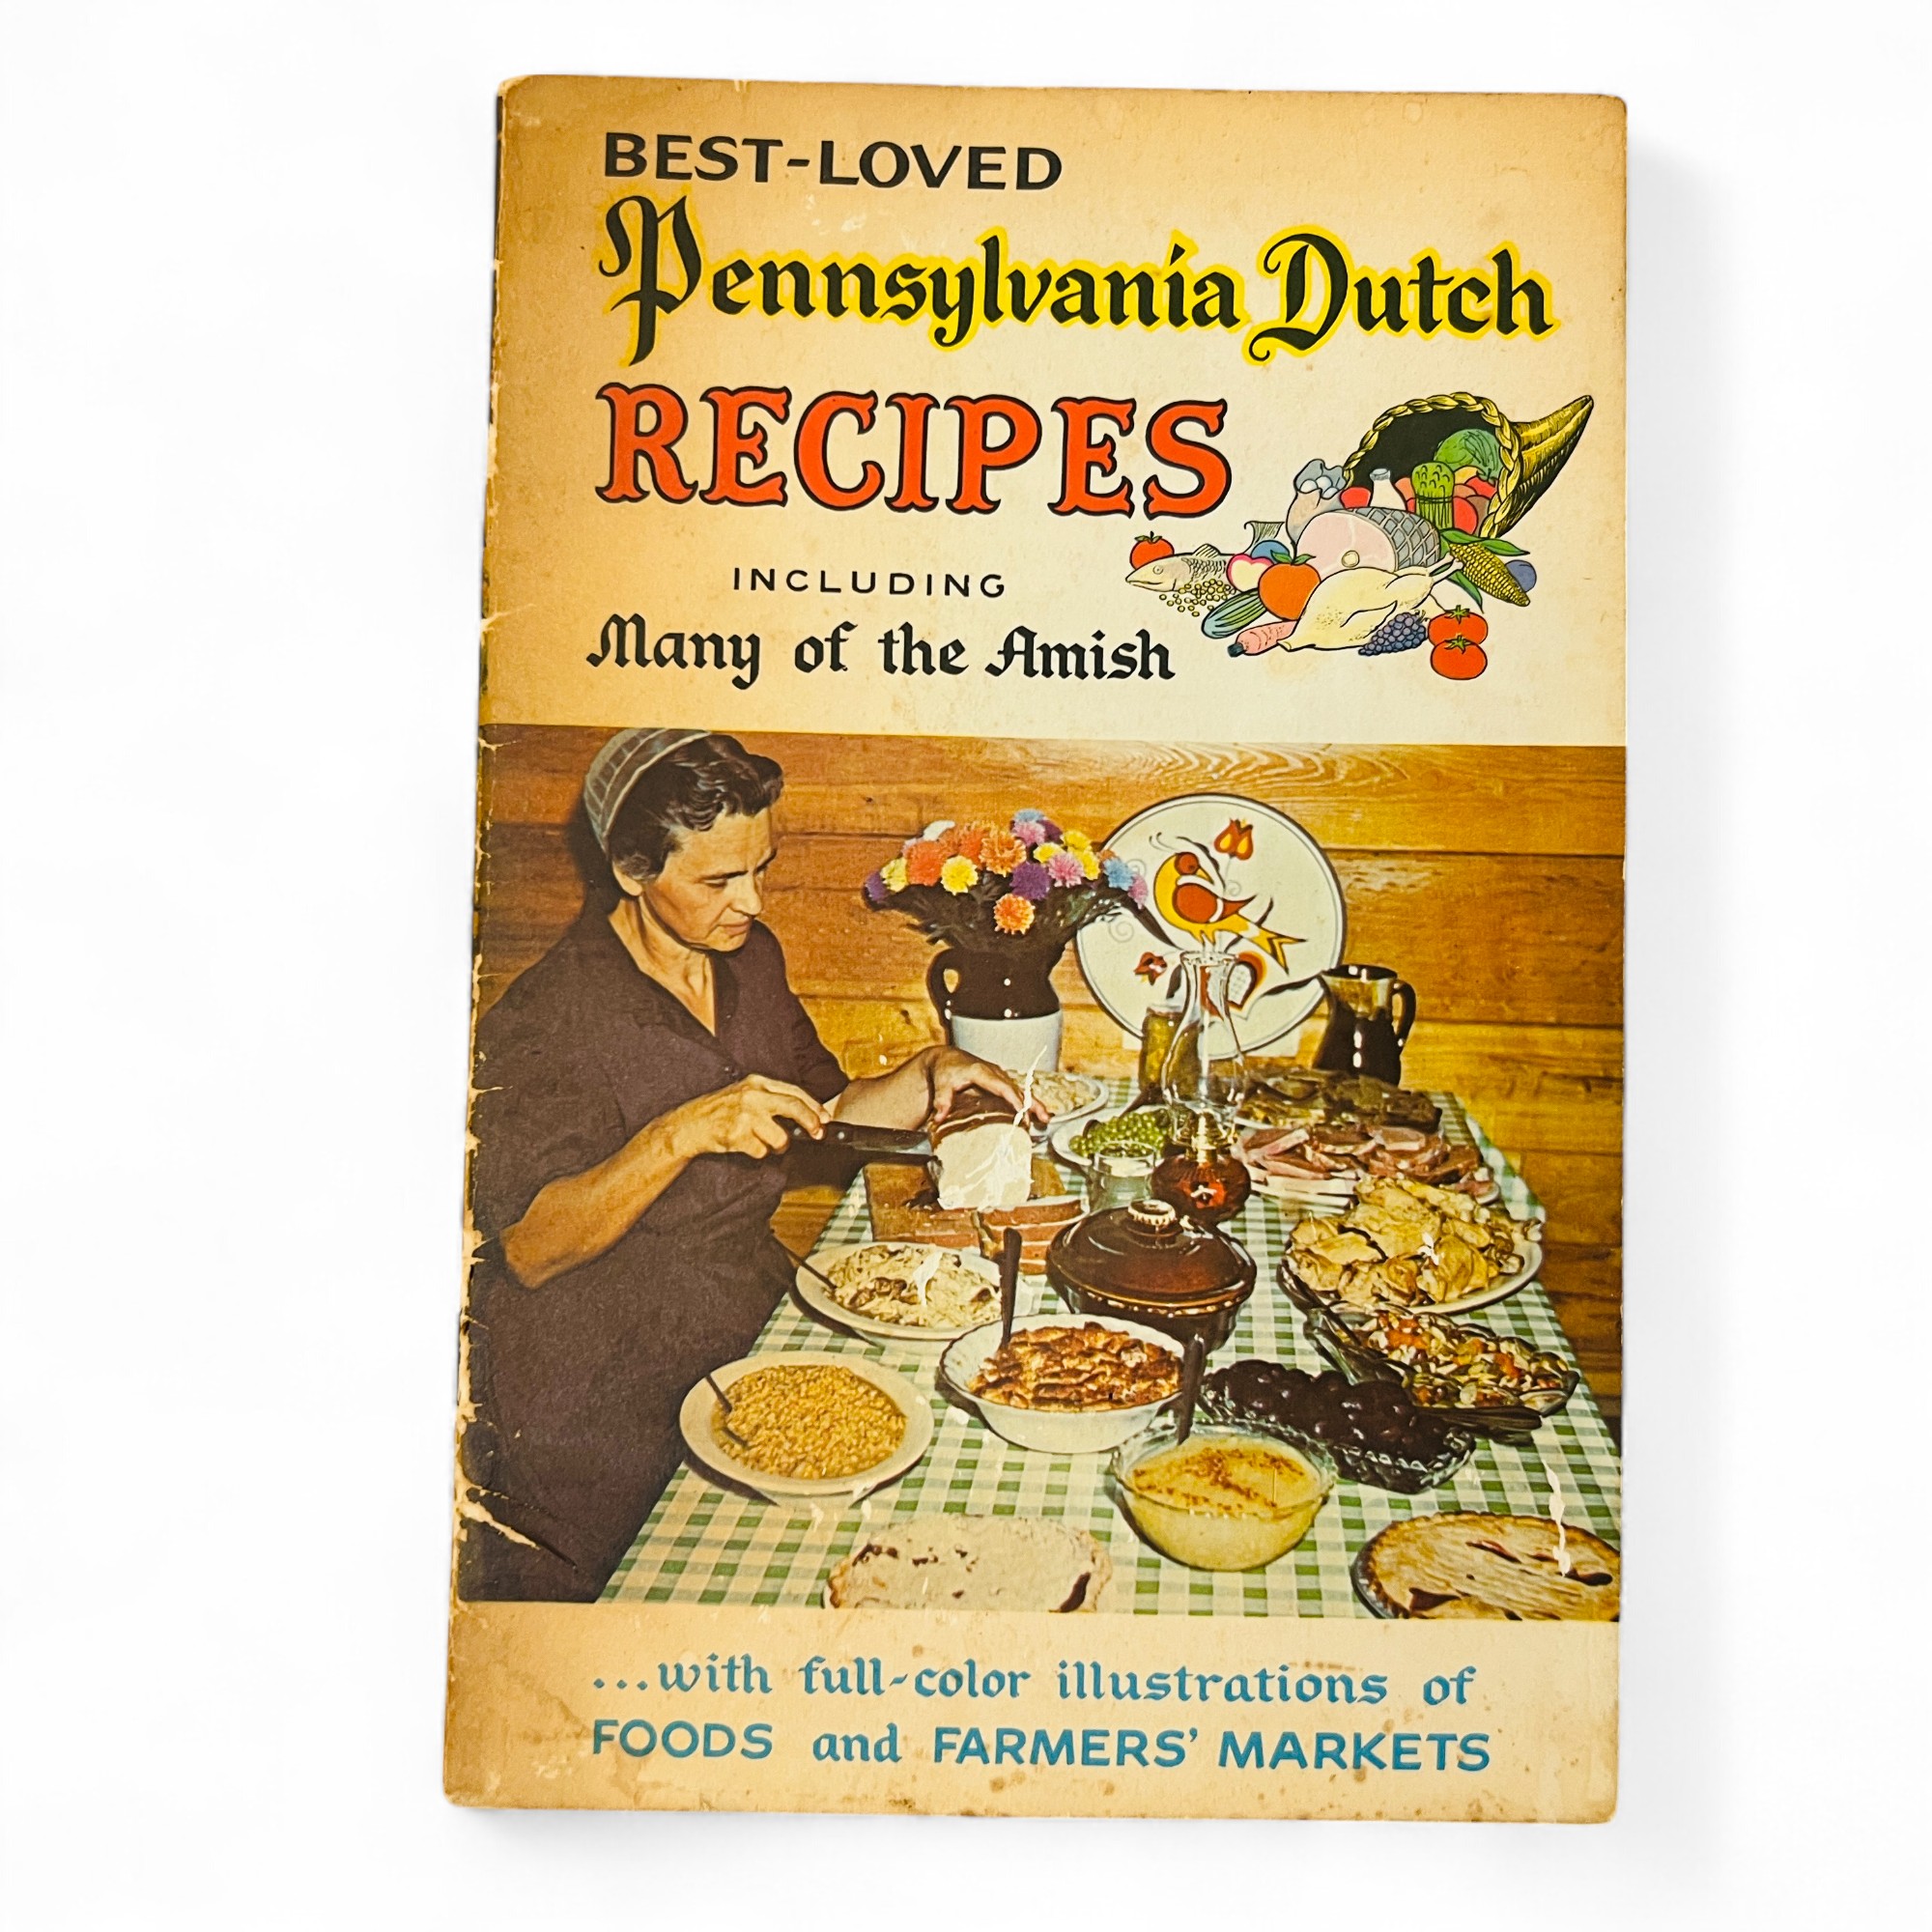 BEST-LOVED
Pennsylvania Dutch
RECIPES
INCLUDING
Many of the Amish
...with full-color illustrations of
FOODS and FARMERS' MARKETS